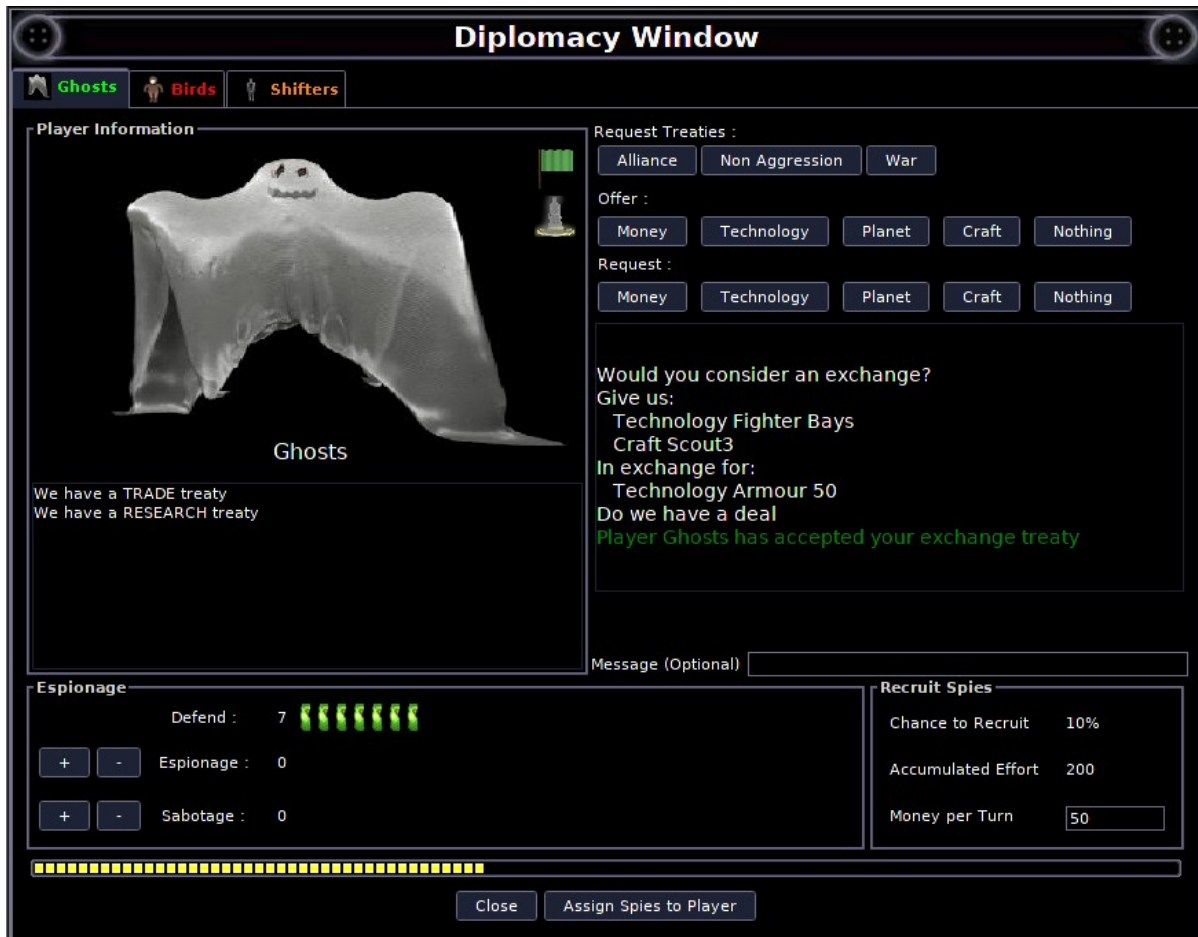 Diplomacy Window
Ghosts
Birds
Shifters
Player Information
Ghosts
We have a TRADE treaty
We have a RESEARCH treaty
Request Treaties :
Alliance
Non Aggression
War
Offer :
Money
Technology
Planet
Craft
Nothing
Request :
Money
Technology
Planet
Craft
Nothing
Would you consider an exchange?
Give us:
Technology Fighter Bays
Craft Scout3
In exchange for:
Technology Armour 50
Do we have a deal
Player Ghosts has accepted your exchange treaty
Message (Optional)
Espionage
Defend : 7
+ - Espionage : 0
+ - Sabotage : 0
Recruit Spies
Chance to Recruit 10%
Accumulated Effort 200
Money per Turn 50
Close
Assign Spies to Player